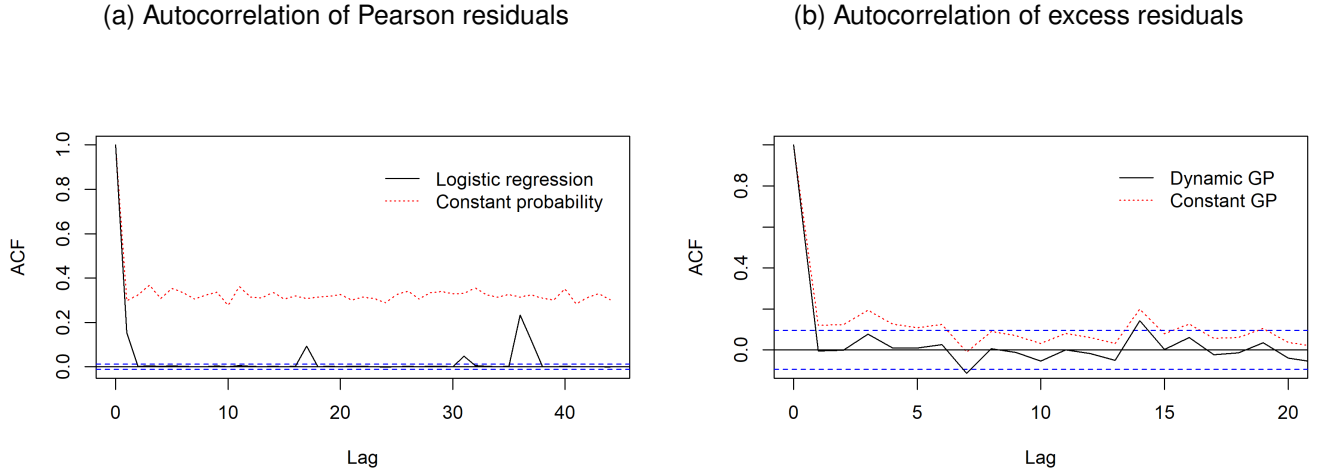 (a) Autocorrelation of Pearson residuals
1.0
0.8
0.6
0.4
0.2
0.0
ACF
Logistic regression
Constant probability
0 10 20 30 40
Lag
(b) Autocorrelation of excess residuals
0.8
0.4
0.0
ACF
Dynamic GP
Constant GP
0 5 10 15 20
Lag